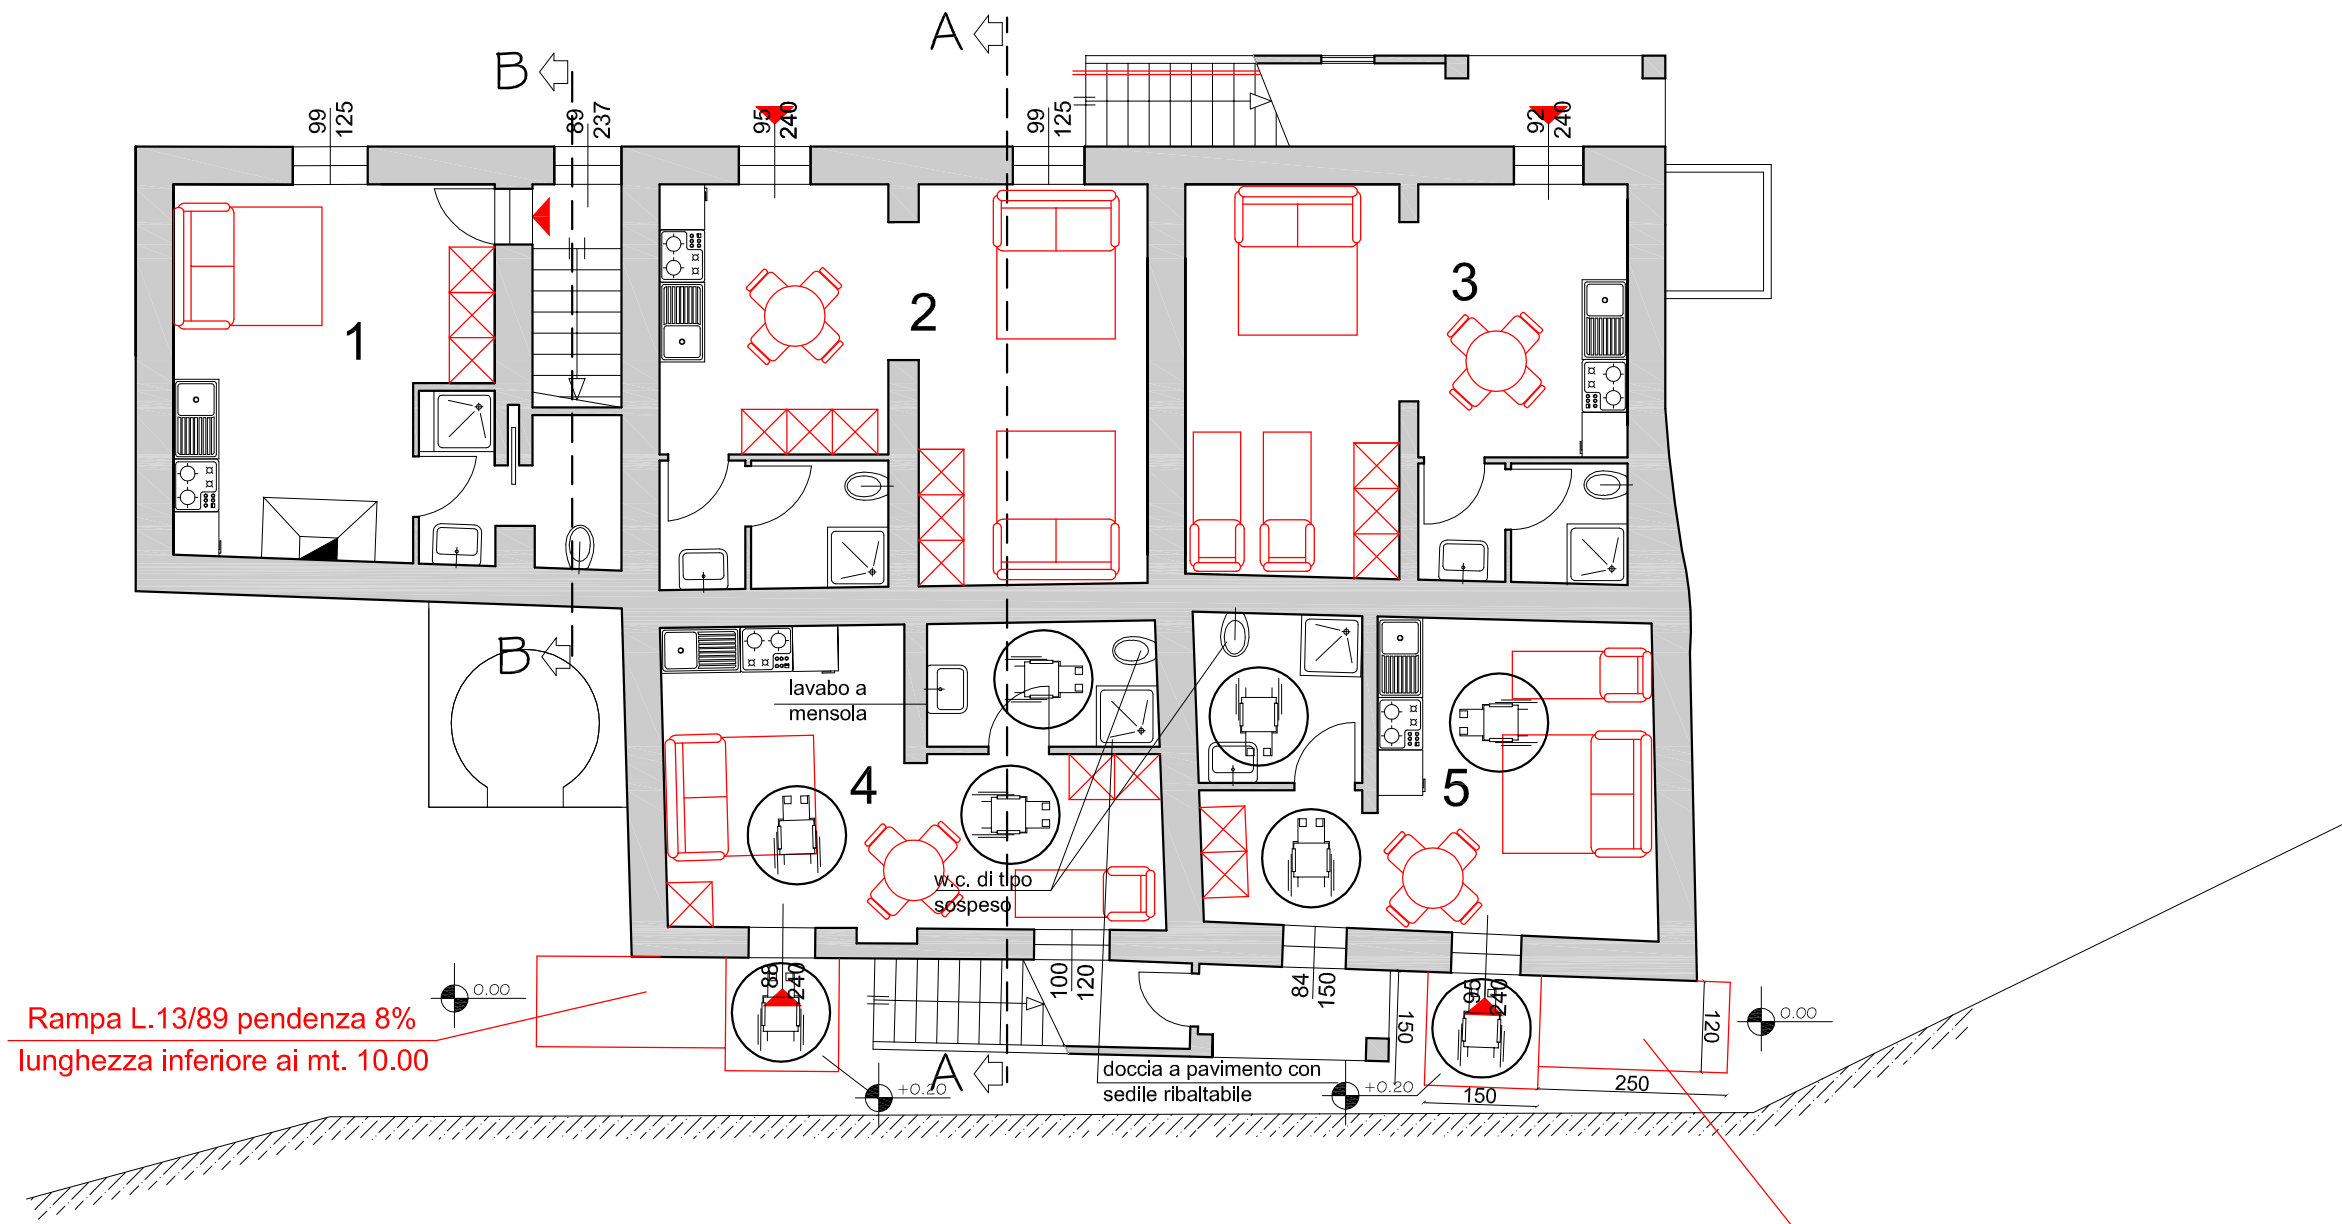 A
B
99
125
89
237
95
240
99
125
92
240
1
2
3
B
lavabo a
mensola
4
5
w.c. di tipo
sospeso
88
240
100
120
84
150
95
240
0.00
0.00
Rampa L.13/89 pendenza 8%
lunghezza inferiore ai mt. 10.00
150
120
A
+0.20
doccia a pavimento con
sedile ribaltabile
+0.20
150
250